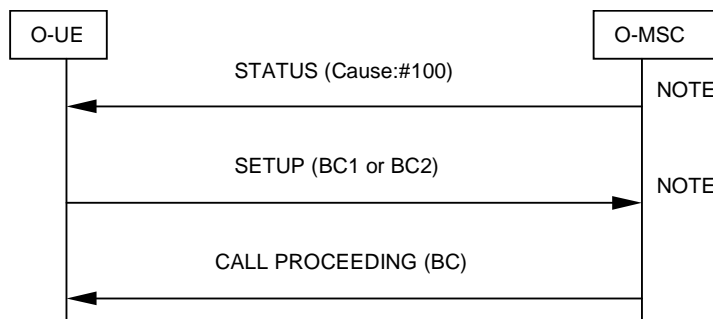 O-UE
O-MSC
STATUS (Cause:#100)
NOTE
SETUP (BC1 or BC2)
NOTE
CALL PROCEEDING (BC)